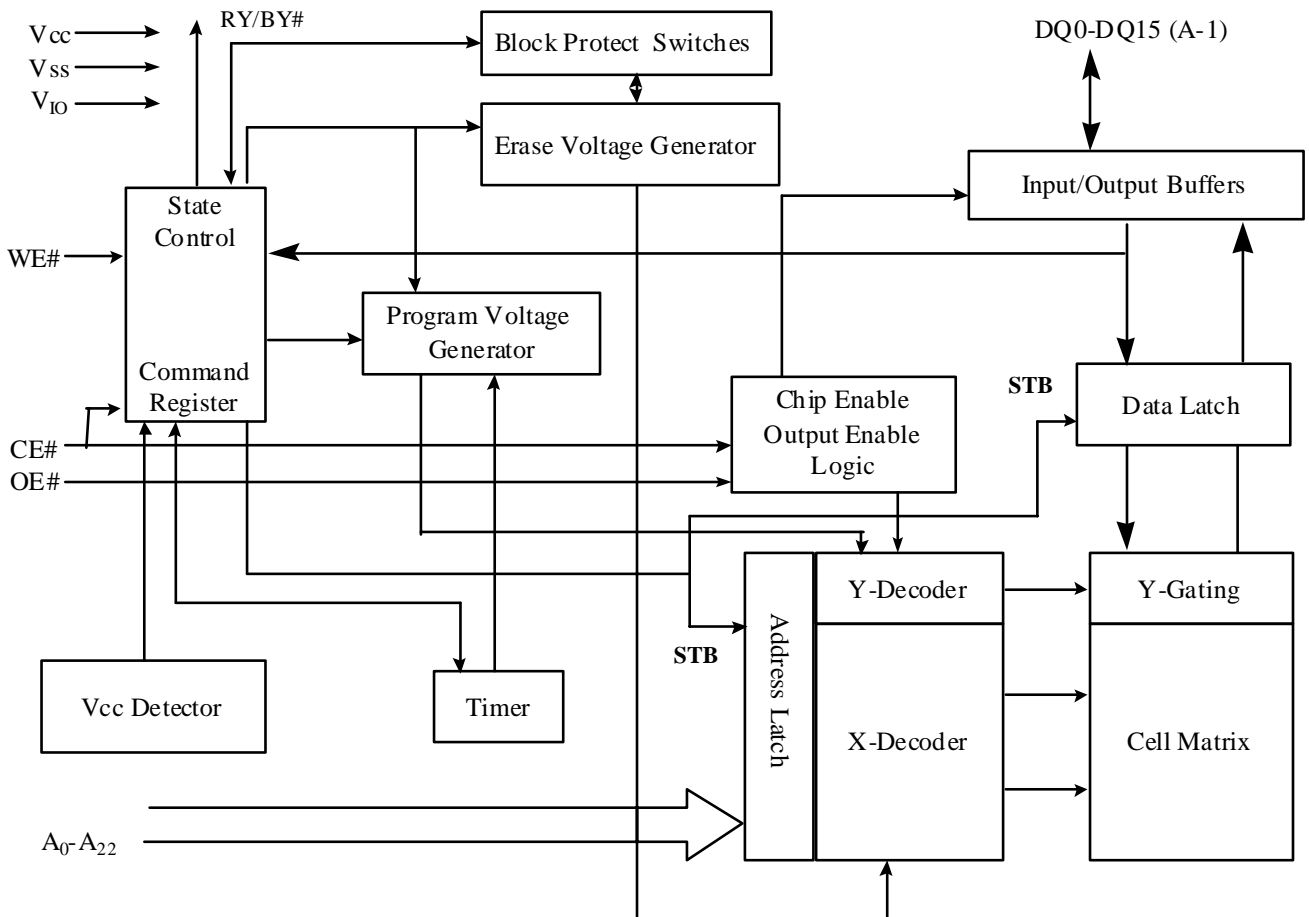 Vcc
Vss
VIO
RY/BY#
Block Protect Switches
DQ0-DQ15 (A-1)
Erase Voltage Generator
Input/Output Buffers
State
Control
WE#
Program Voltage
Generator
Command
Register
STB
Chip Enable
Output Enable
Logic
Data Latch
CE#
OE#
Address Latch
Y-Decoder
Y-Gating
STB
Vcc Detector
Timer
X-Decoder
Cell Matrix
A0-A22